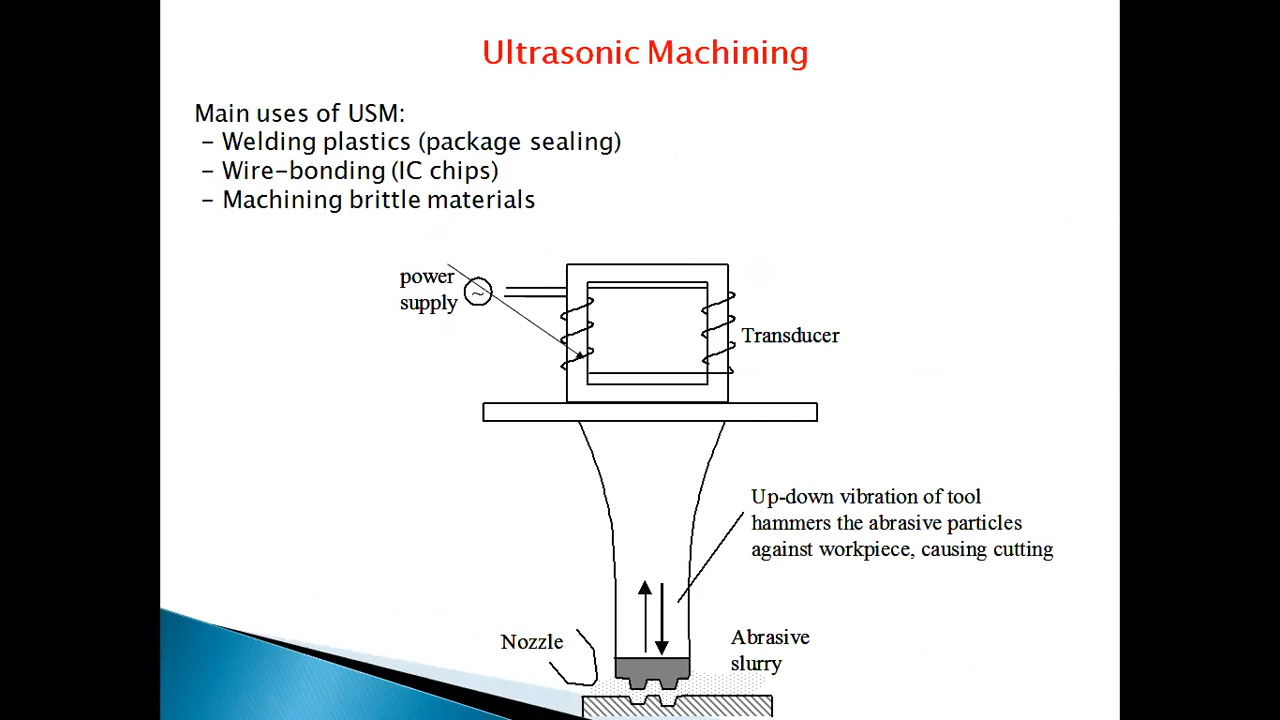 Ultrasonic Machining
Main uses of USM:
– Welding plastics (package sealing)
– Wire-bonding (IC chips)
– Machining brittle materials
power
supply
~
Transducer
Up-down vibration of tool
hammers the abrasive particles
against workpiece, causing cutting
Nozzle
Abrasive
slurry